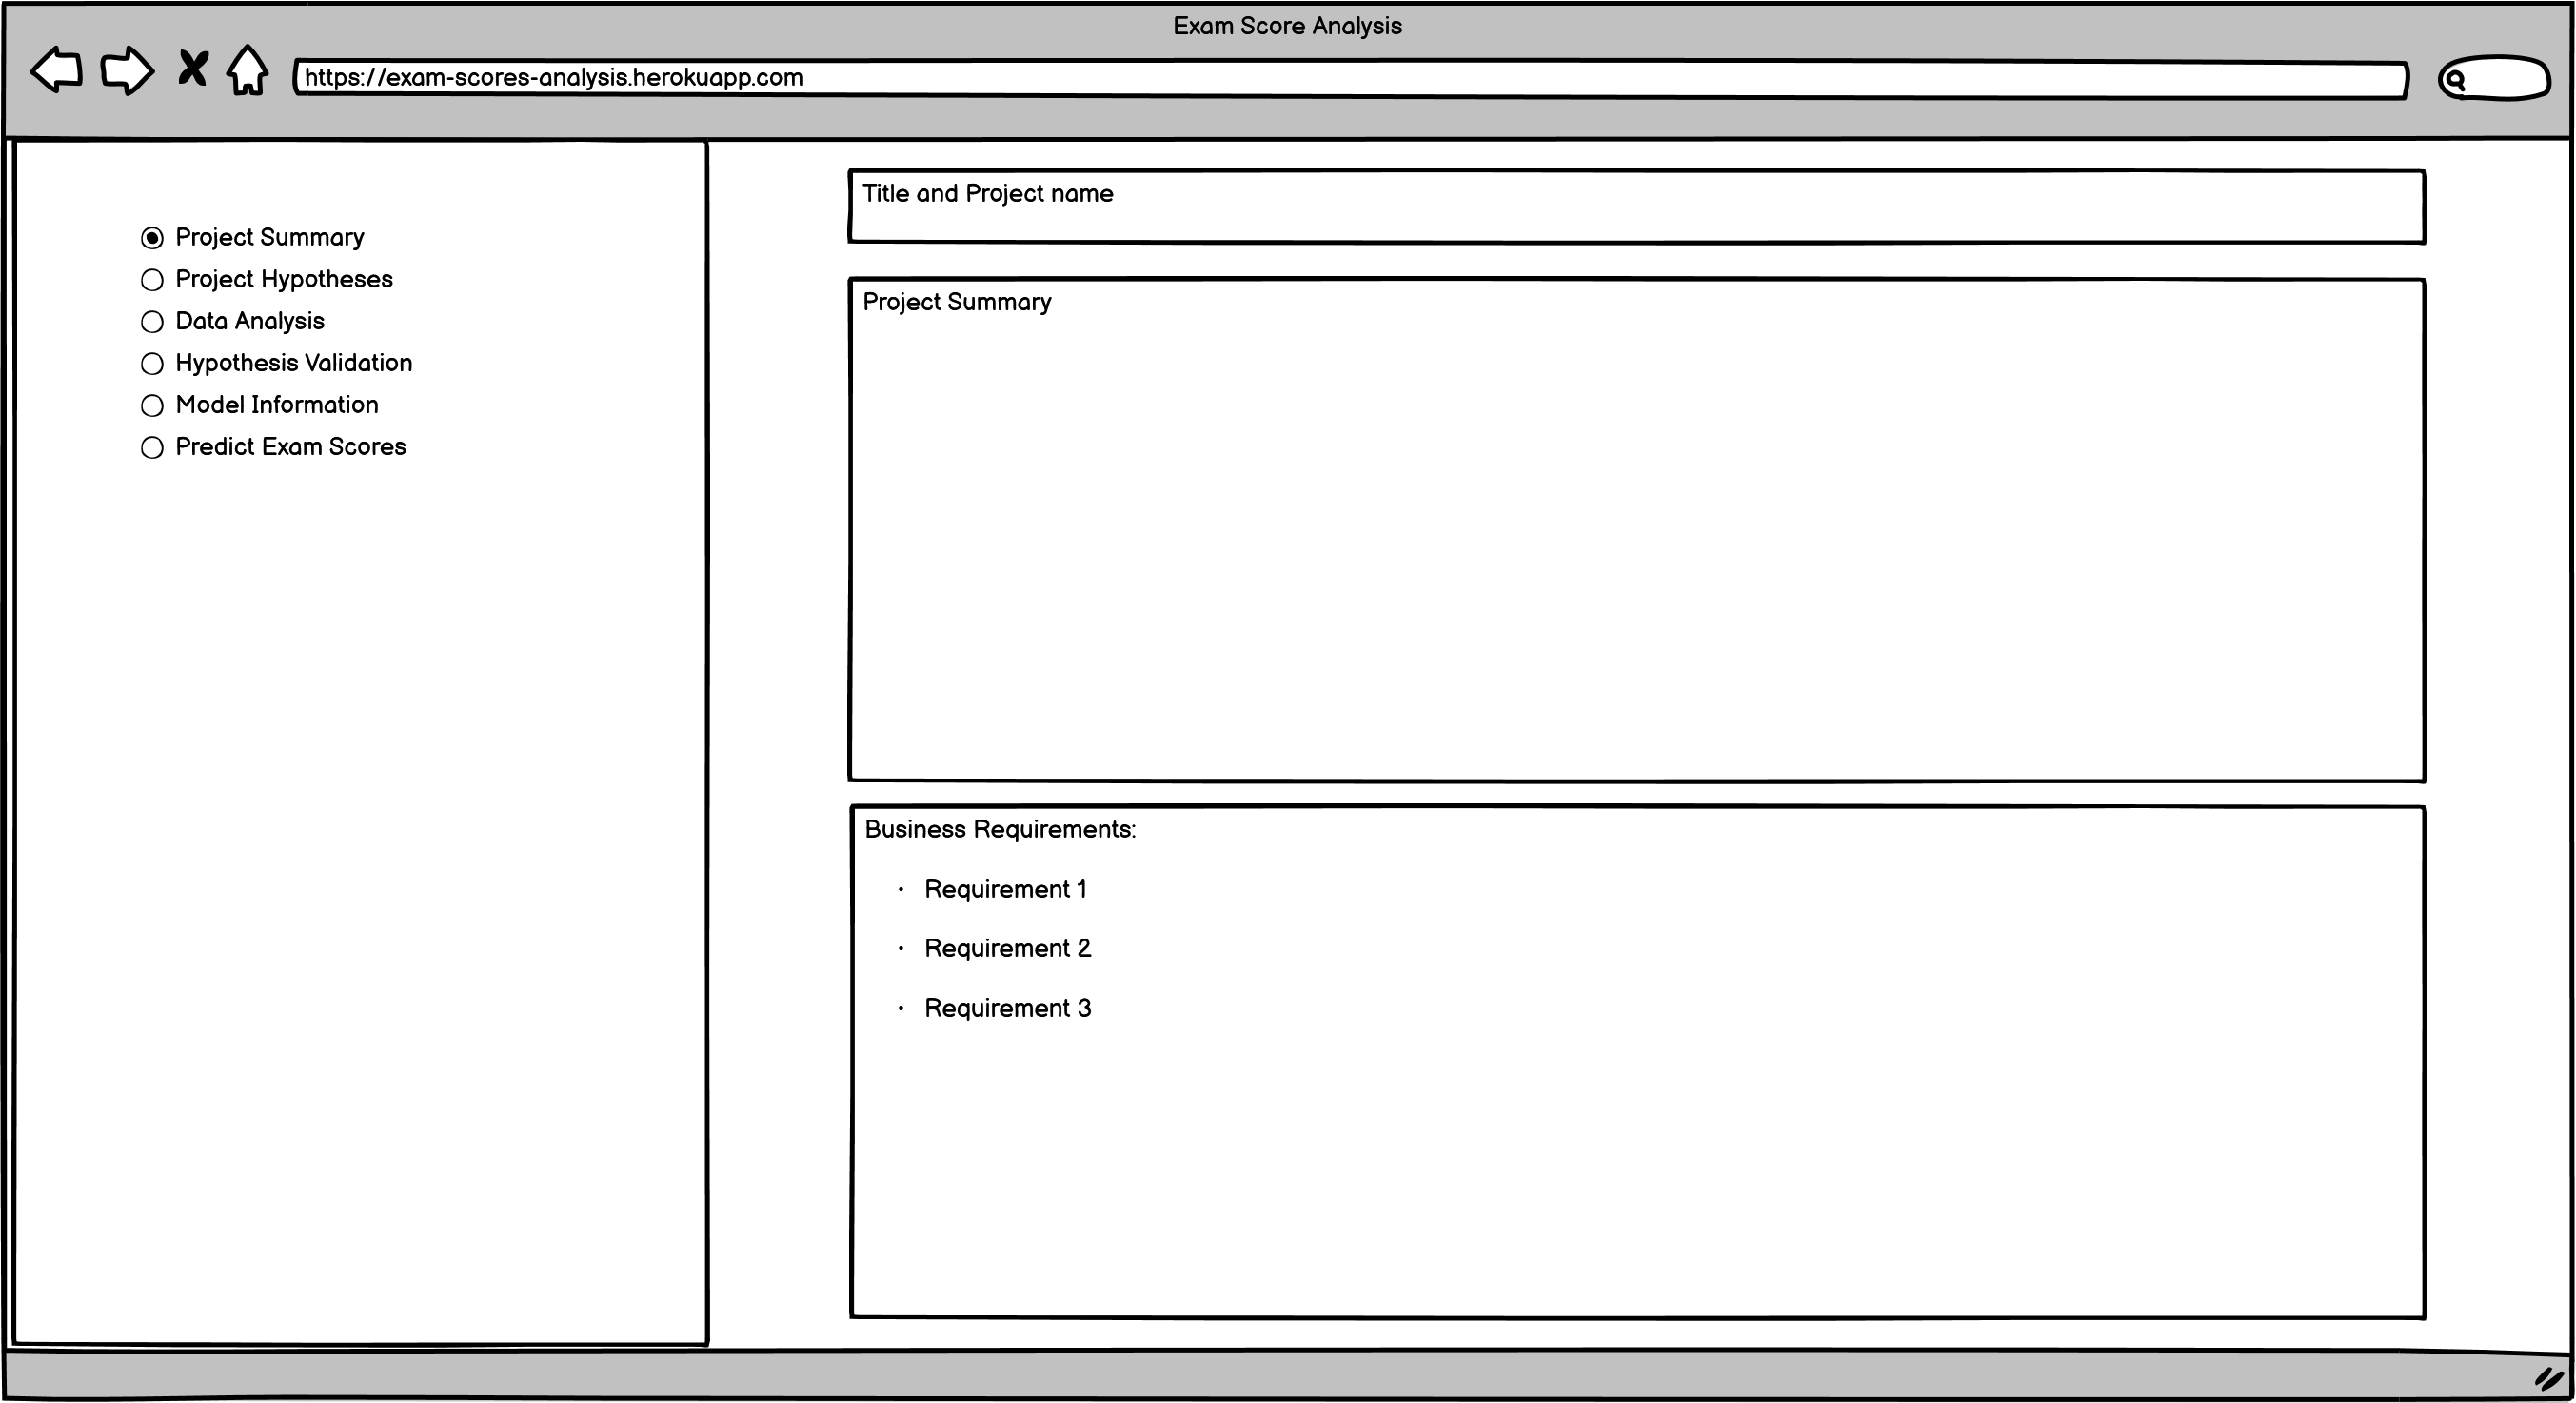 Exam Score Analysis
https://exam-scores-analysis.herokuapp.com
Project Summary
Project Hypotheses
Data Analysis
Hypothesis Validation
Model Information
Predict Exam Scores
Title and Project name
Project Summary
Business Requirements:
• Requirement 1
• Requirement 2
• Requirement 3